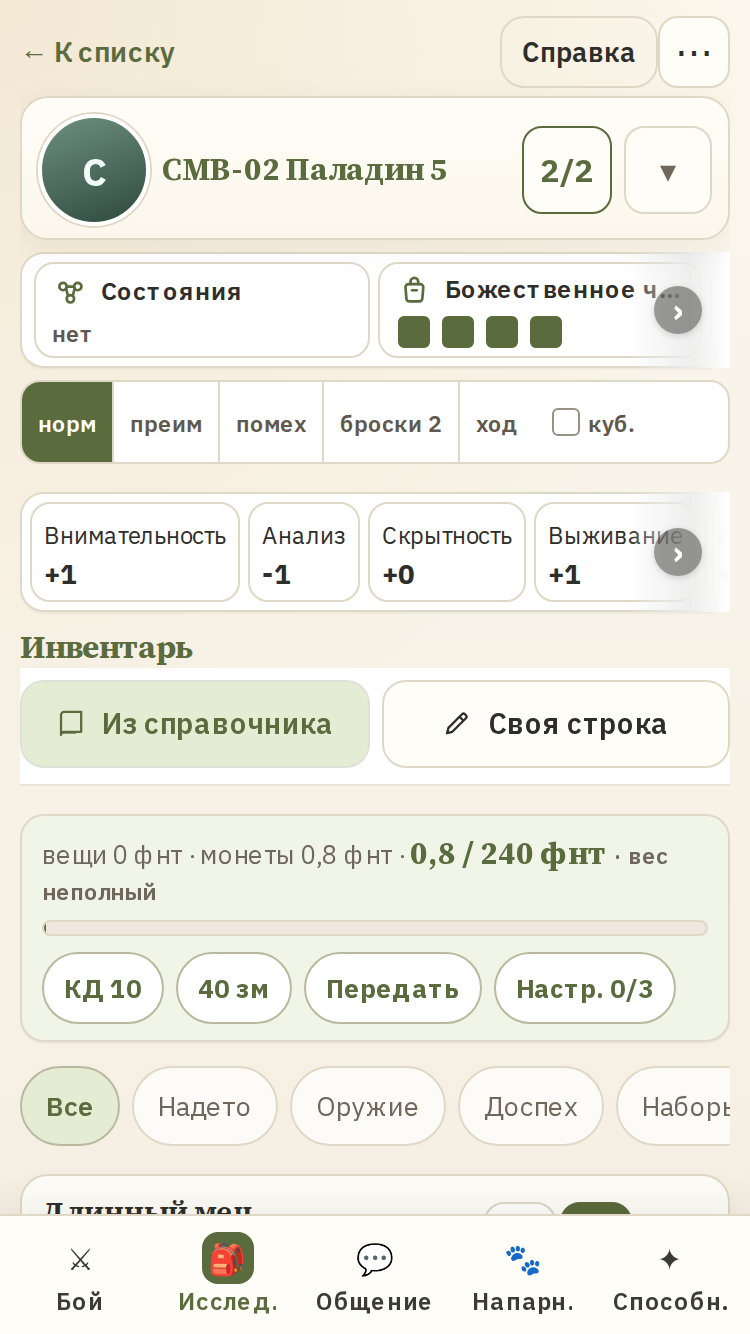 ← К списку
Справка
...
С
СМВ-02 Паладин 5
2/2
▼
Состояния
нет
Божественное ч...
›
норм
преим
помех
броски 2
ход
куб.
Внимательность
+1
Анализ
-1
Скрытность
+0
Выживание
+1
›
Инвентарь
Из справочника
Своя строка
вещи 0 фнт · монеты 0,8 фнт · 0,8 / 240 фнт · вес
неполный
КД 10
40 зм
Передать
Настр. 0/3
Все
Надето
Оружие
Доспех
Наборы
Длинный меч
Бой
Исслед.
Общение
Напарн.
Способн.